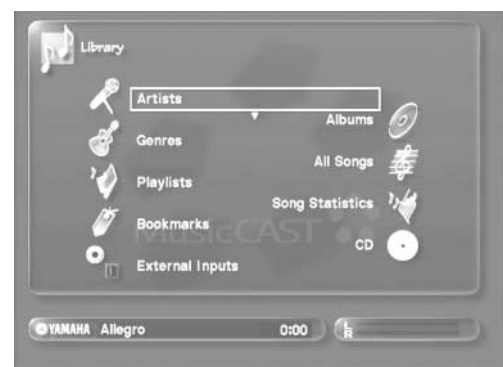 Library
Artists
Albums
Genres
All Songs
Playlists
Song Statistics
Bookmarks
MusicCAST
CD
External Inputs
YAMAHA Allegro 0:00 L
R